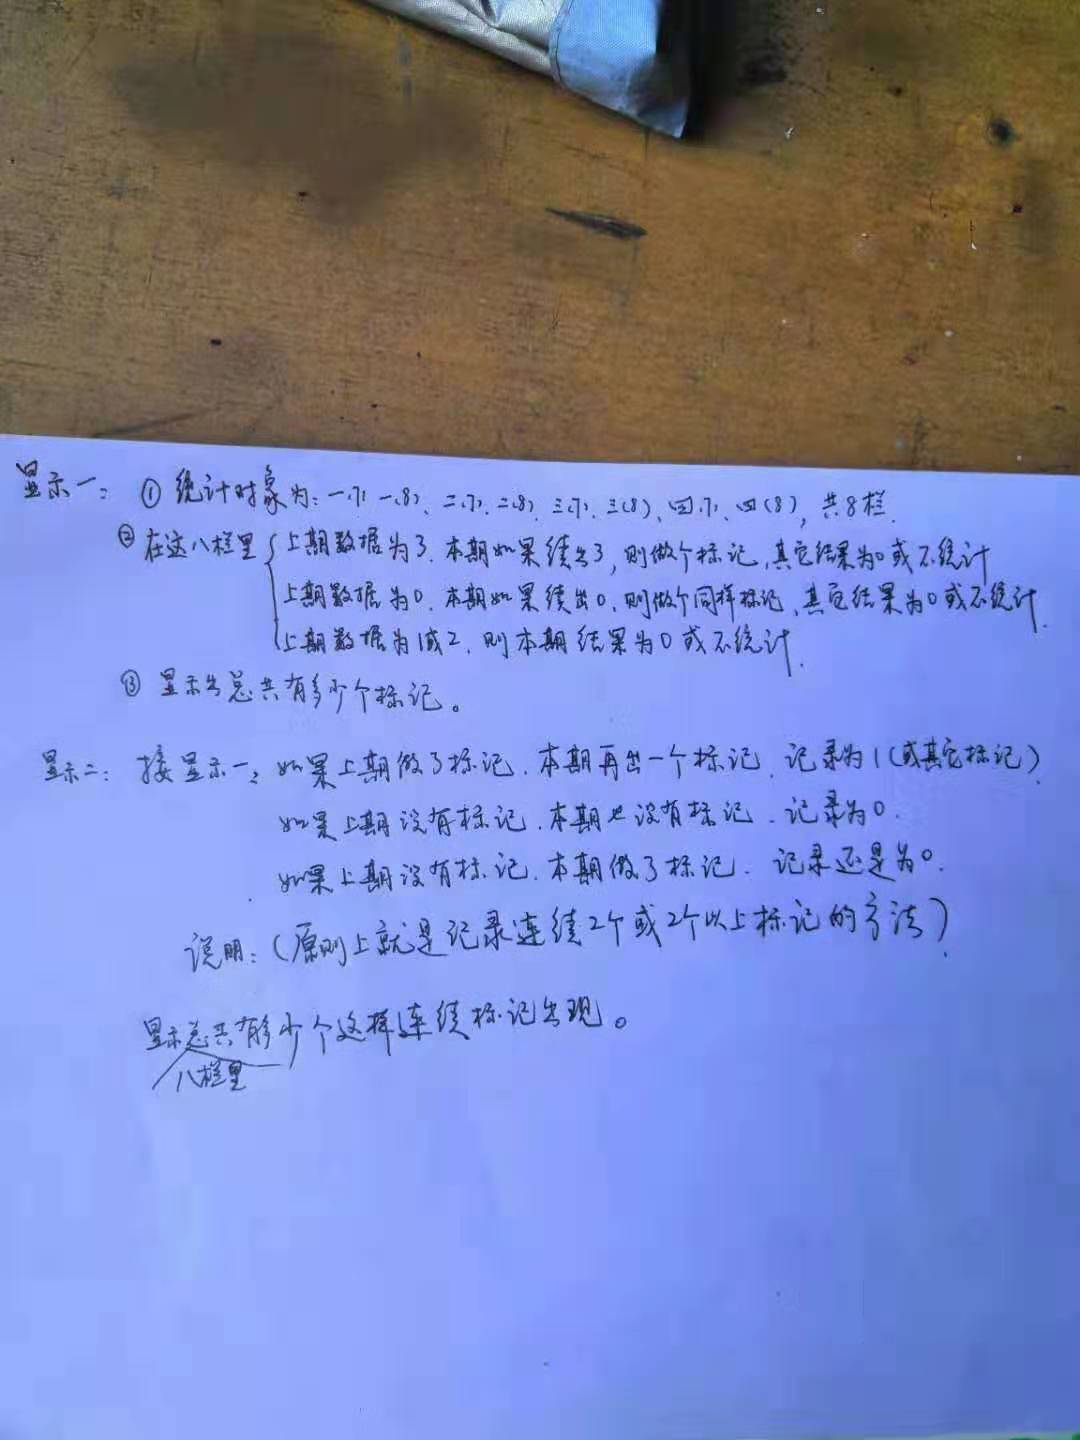 显示一: ① 统计对象为: 一(7)、一(8)、二(7)、二(8)、三(7)、三(8)、四(7)、四(8), 共8栏.
② 在这八栏里 { 上期数据为3, 本期如果续出3, 则做个标记, 其它结果为0或不统计
上期数据为0, 本期如果续出0, 则做个同样标记, 其它结果为0或不统计.
上期数据为1或2, 则本期结果为0或不统计.
③ 显示出总共有多少个标记。
显示二: 接显示一, 如果上期做了标记, 本期再出一个标记, 记录为1(或其它标记).
如果上期没有标记, 本期也没有标记, 记录为0.
如果上期没有标记, 本期做了标记, 记录还是为0.
说明: (原则上就是记录连续2个或2个以上标记的方法).
显示总共有多少个这样连续标记出现。
八栏里